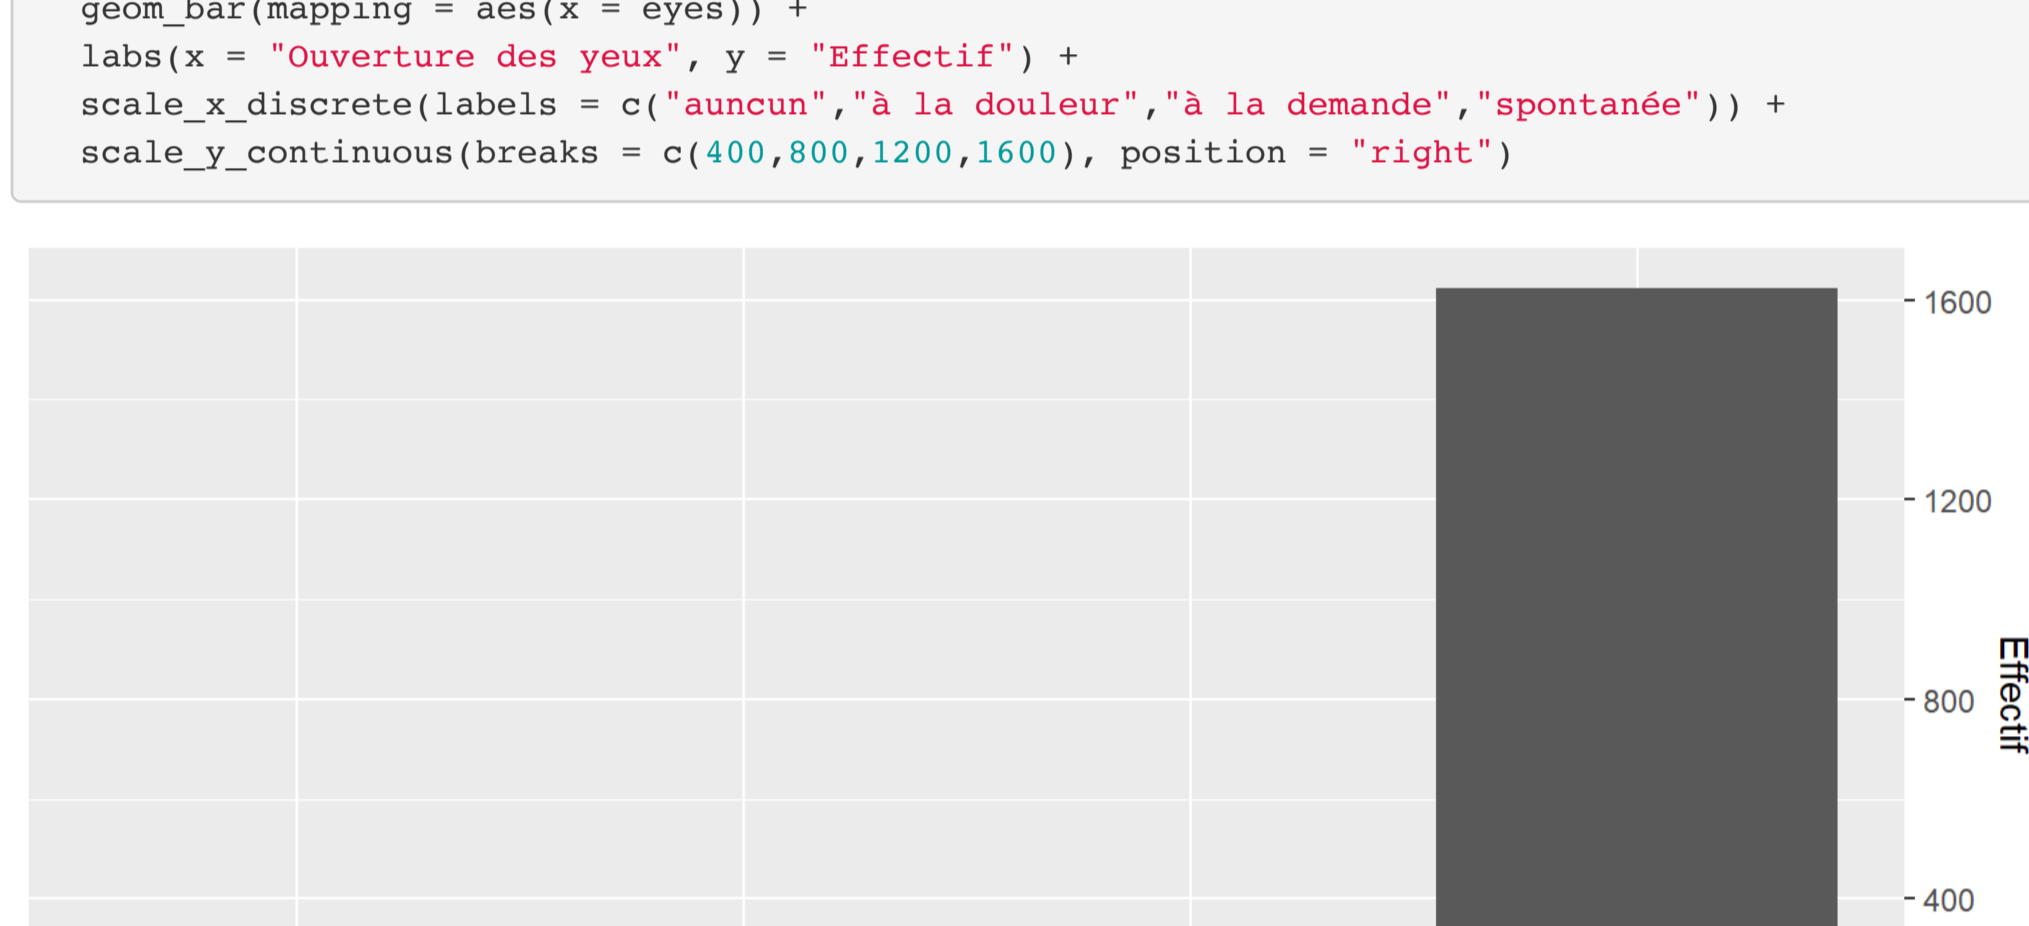 geom_bar(mapping = aes(x = eyes)) +
labs(x = "Ouverture des yeux", y = "Effectif") +
scale_x_discrete(labels = c("auncun","à la douleur","à la demande","spontanée")) +
scale_y_continuous(breaks = c(400,800,1200,1600), position = "right")
1600
1200
800
400
Effectif